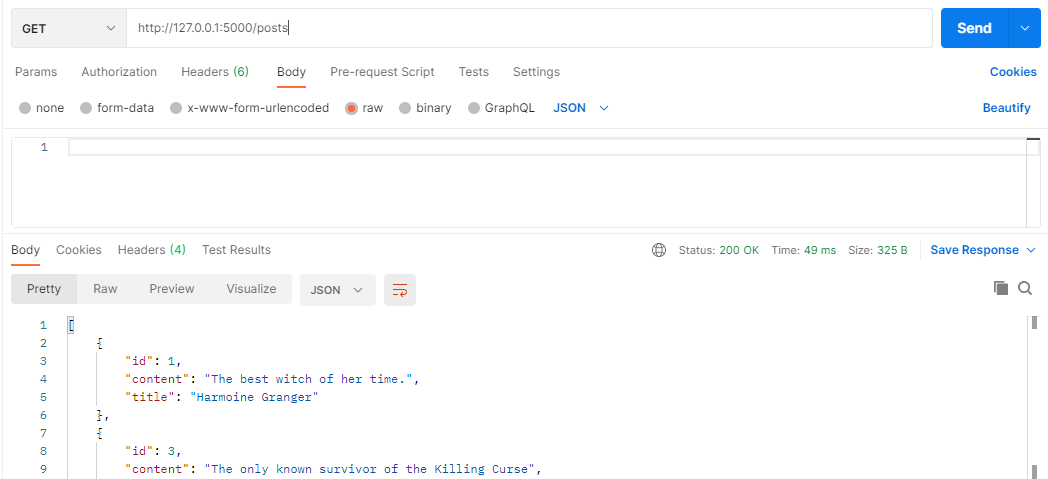 GET http://127.0.0.1:5000/posts Send
Params Authorization Headers (6) Body Pre-request Script Tests Settings Cookies
none form-data x-www-form-urlencoded raw binary GraphQL JSON Beautify
1
Body Cookies Headers (4) Test Results Status: 200 OK Time: 49 ms Size: 325 B Save Response
Pretty Raw Preview Visualize JSON
1 [
2 {
3 "id": 1,
4 "content": "The best witch of her time.",
5 "title": "Harmoine Granger"
6 },
7 {
8 "id": 3,
9 "content": "The only known survivor of the Killing Curse",